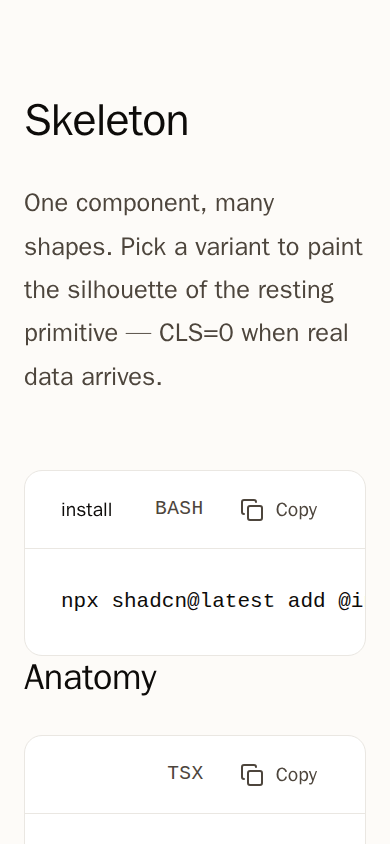 Skeleton
One component, many
shapes. Pick a variant to paint
the silhouette of the resting
primitive — CLS=0 when real
data arrives.
install BASH Copy
npx shadcn@latest add @i
Anatomy
TSX Copy